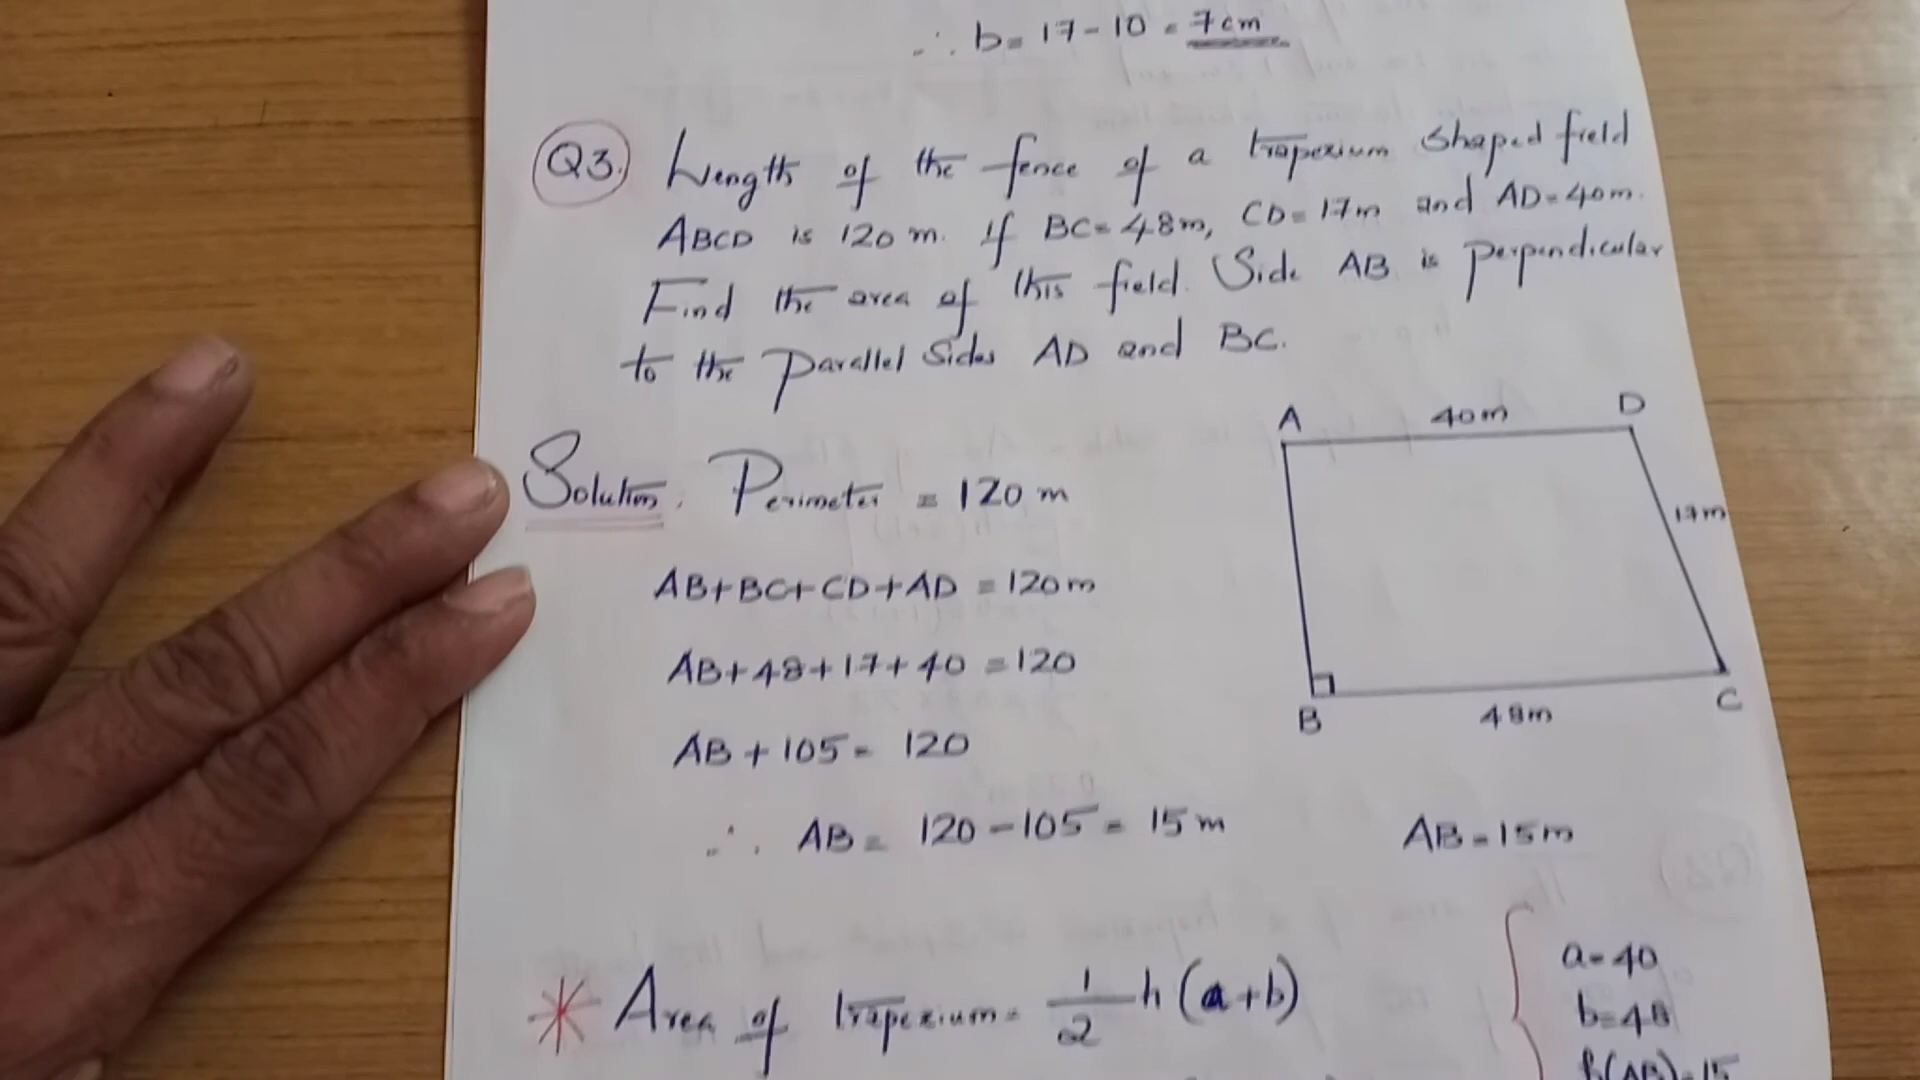 ∴ b = 17 - 10 = 7cm
Q3. Length of the fence of a trapezium shaped field
ABCD is 120 m. If BC = 48m, CD = 17m and AD = 40m.
Find the area of this field. Side AB is perpendicular
to the parallel sides AD and BC.
A 40m D
Solution. Perimeter = 120 m
17m
AB+BC+CD+AD = 120m
AB+48+17+40 = 120
B 48m C
AB + 105 = 120
∴ AB = 120 - 105 = 15 m
AB = 15m
* Area of trapezium = 1/2 h (a+b)
a = 40
b = 48
h(AB) = 15